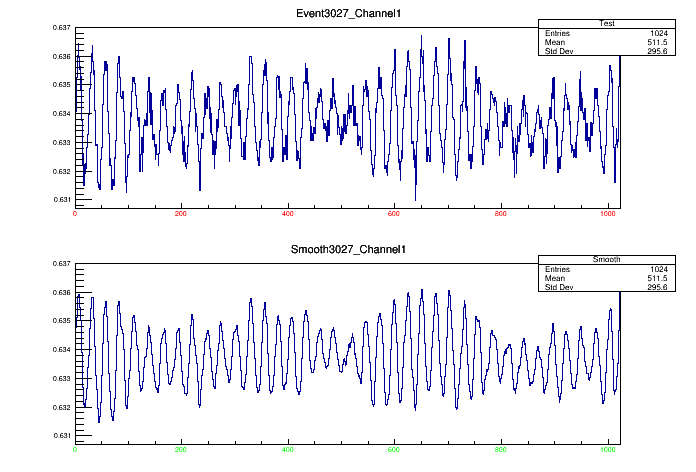 Event3027_Channel1
Test
Entries 1024
Mean 511.5
Std Dev 295.6
0.637
0.636
0.635
0.634
0.633
0.632
0.631
0 200 400 600 800 1000
Smooth3027_Channel1
Smooth
Entries 1024
Mean 511.5
Std Dev 295.6
0.637
0.636
0.635
0.634
0.633
0.632
0.631
0 200 400 600 800 1000